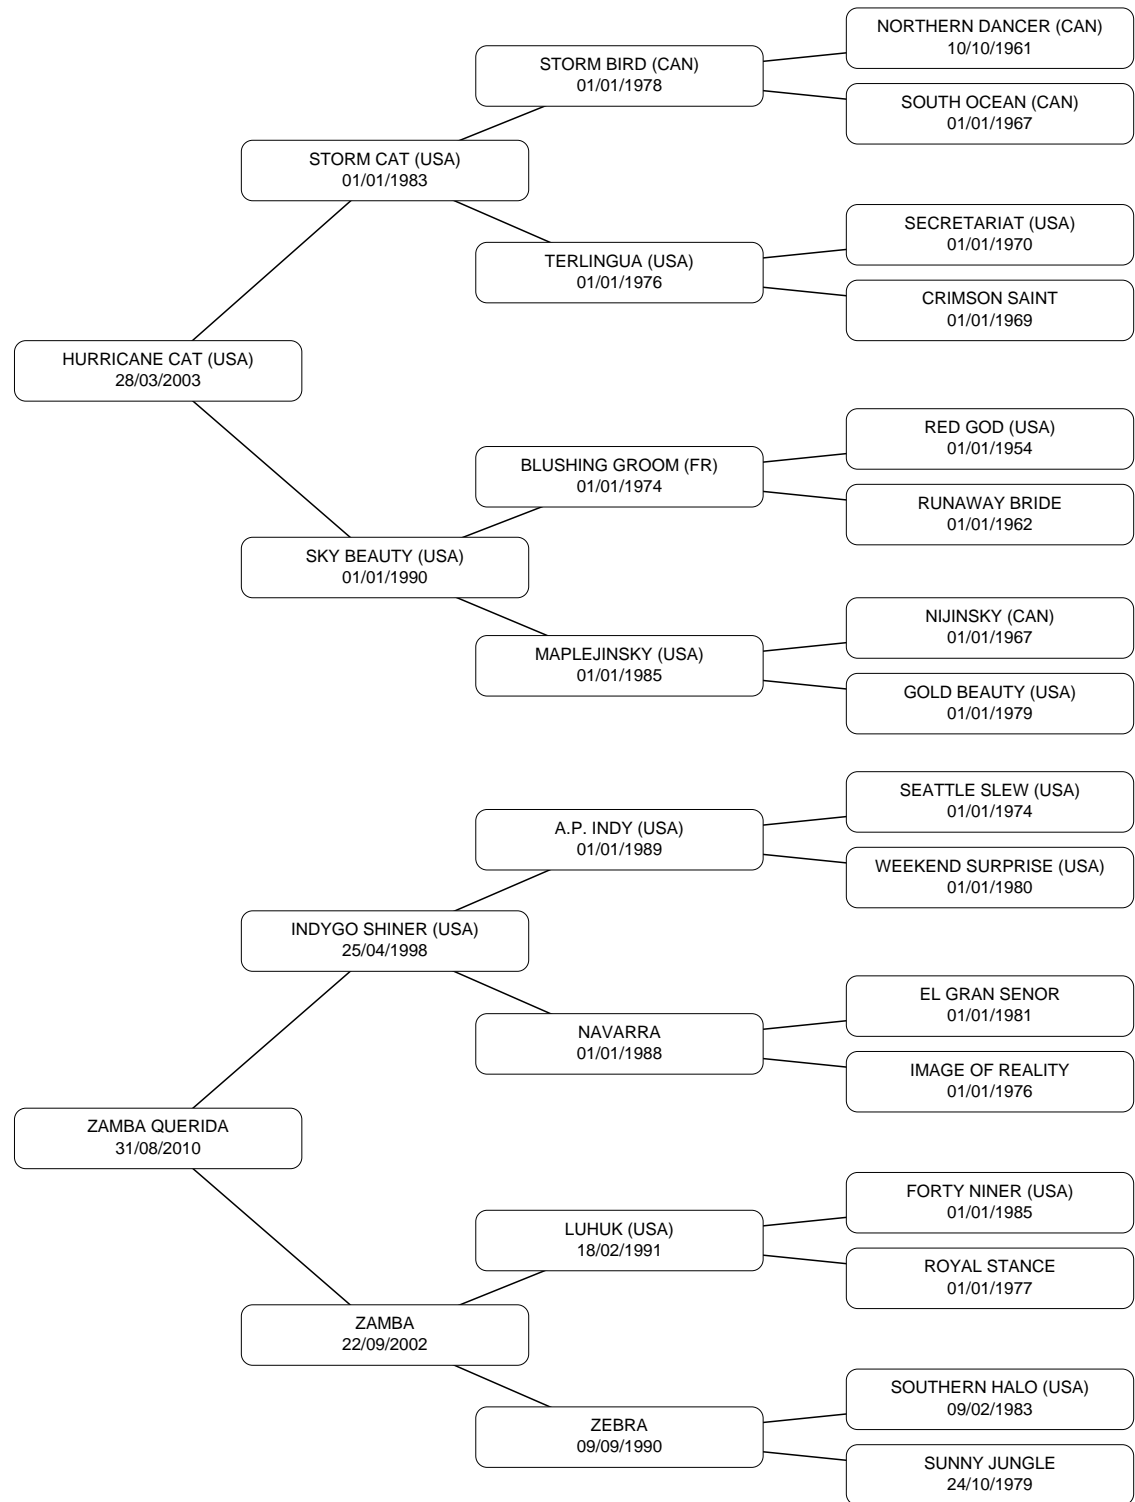 NORTHERN DANCER (CAN)
10/10/1961
STORM BIRD (CAN)
01/01/1978
SOUTH OCEAN (CAN)
01/01/1967
STORM CAT (USA)
01/01/1983
SECRETARIAT (USA)
01/01/1970
TERLINGUA (USA)
01/01/1976
CRIMSON SAINT
01/01/1969
HURRICANE CAT (USA)
28/03/2003
RED GOD (USA)
01/01/1954
BLUSHING GROOM (FR)
01/01/1974
RUNAWAY BRIDE
01/01/1962
SKY BEAUTY (USA)
01/01/1990
NIJINSKY (CAN)
01/01/1967
MAPLEJINSKY (USA)
01/01/1985
GOLD BEAUTY (USA)
01/01/1979
SEATTLE SLEW (USA)
01/01/1974
A.P. INDY (USA)
01/01/1989
WEEKEND SURPRISE (USA)
01/01/1980
INDYGO SHINER (USA)
25/04/1998
EL GRAN SENOR
01/01/1981
NAVARRA
01/01/1988
IMAGE OF REALITY
01/01/1976
ZAMBA QUERIDA
31/08/2010
FORTY NINER (USA)
01/01/1985
LUHUK (USA)
18/02/1991
ROYAL STANCE
01/01/1977
ZAMBA
22/09/2002
SOUTHERN HALO (USA)
09/02/1983
ZEBRA
09/09/1990
SUNNY JUNGLE
24/10/1979